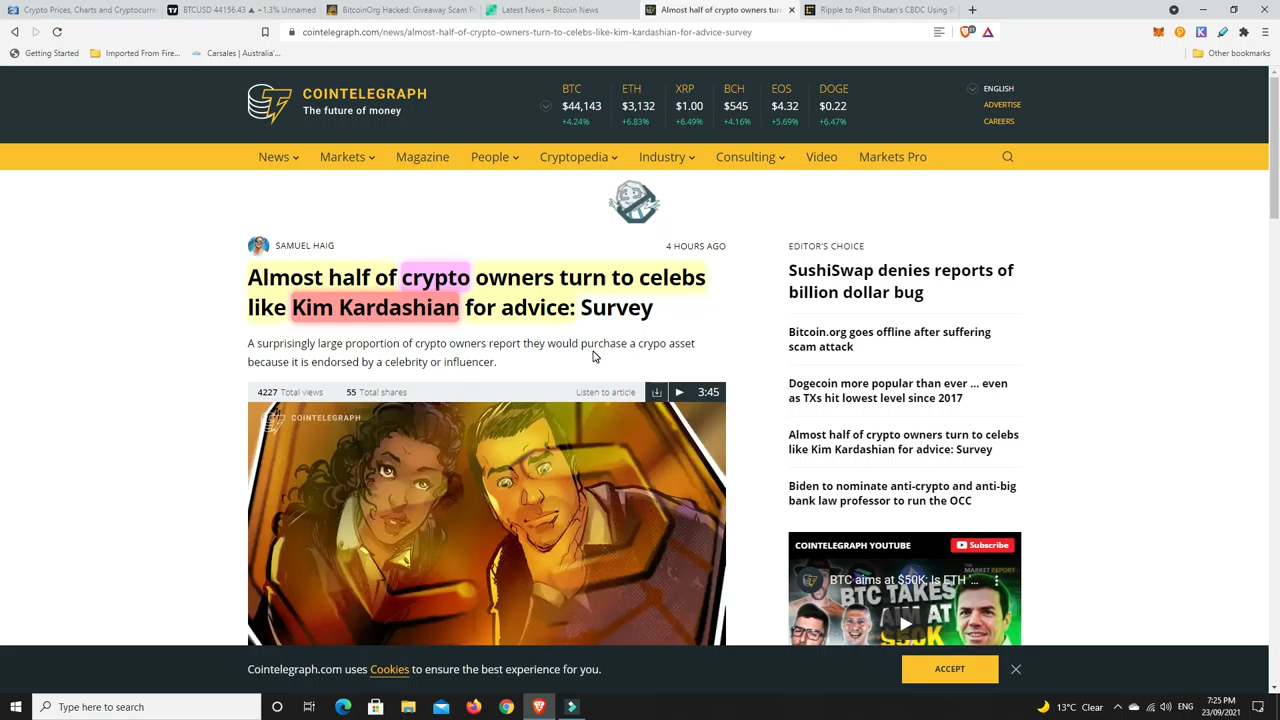 Crypto Prices, Charts and Cryptocurr
BTCUSD 44156.43 ▲ +1.3% Unnamed
BitcoinOrg Hacked: Giveaway Scam P
Latest News – Bitcoin News
Almost half of crypto owners turn
Ripple to Pilot Bhutan's CBDC Using R
cointelegraph.com/news/almost-half-of-crypto-owners-turn-to-celebs-like-kim-kardashian-for-advice-survey
Getting Started
Imported From Fire...
Carsales | Australia'...
Other bookmarks
COINTELEGRAPH
The future of money
BTC ETH XRP BCH EOS DOGE
$44,143 $3,132 $1.00 $545 $4.32 $0.22
+4.24% +6.83% +6.49% +4.16% +5.69% +6.47%
ENGLISH
ADVERTISE
CAREERS
News Markets Magazine People Cryptopedia Industry Consulting Video Markets Pro
SAMUEL HAIG
4 HOURS AGO
Almost half of crypto owners turn to celebs
like Kim Kardashian for advice: Survey
A surprisingly large proportion of crypto owners report they would purchase a crypo asset
because it is endorsed by a celebrity or influencer.
4227 Total views 55 Total shares Listen to article 3:45
COINTELEGRAPH
EDITOR'S CHOICE
SushiSwap denies reports of
billion dollar bug
Bitcoin.org goes offline after suffering
scam attack
Dogecoin more popular than ever ... even
as TXs hit lowest level since 2017
Almost half of crypto owners turn to celebs
like Kim Kardashian for advice: Survey
Biden to nominate anti-crypto and anti-big
bank law professor to run the OCC
COINTELEGRAPH YOUTUBE
Subscribe
THE MARKET REPORT
BTC aims at $50K: Is ETH '...
BTC TAKES
AIM AT
$50K
Cointelegraph.com uses Cookies to ensure the best experience for you.
ACCEPT
Type here to search
13°C Clear
ENG
7:25 PM
23/09/2021